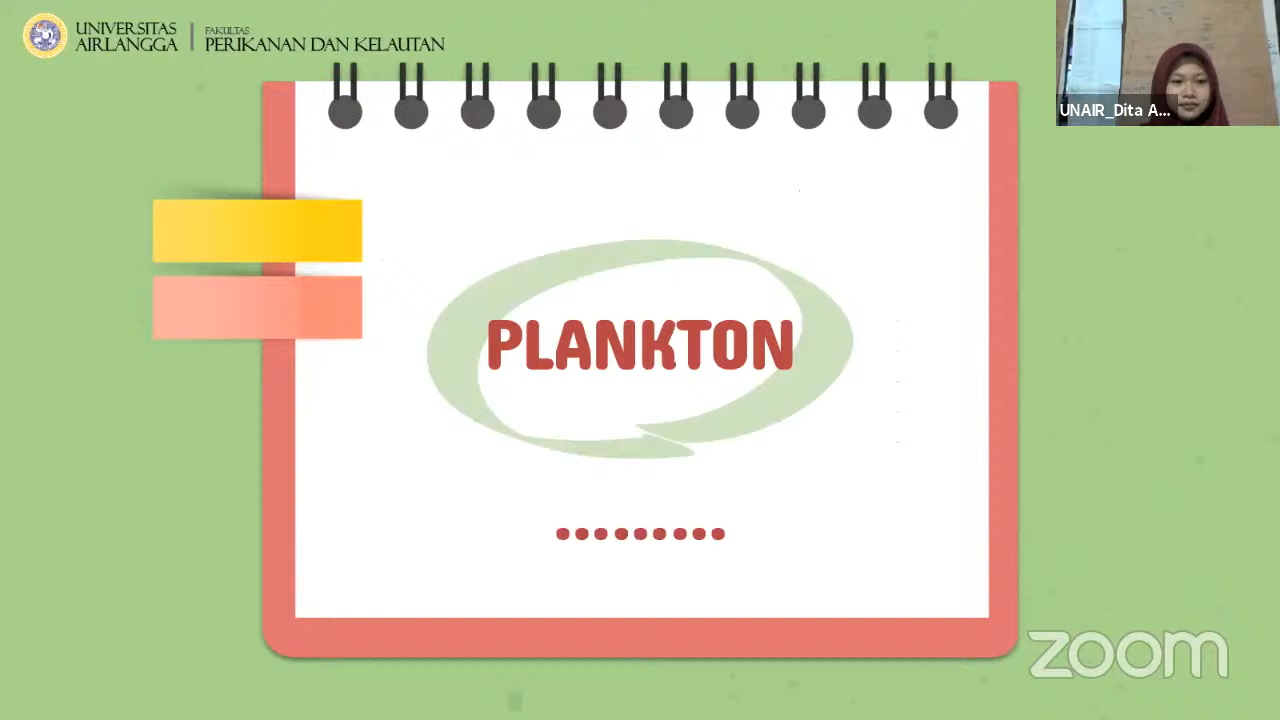 UNIVERSITAS
AIRLANGGA
FAKULTAS
PERIKANAN DAN KELAUTAN
UNAIR_Dita A...
PLANKTON
zoom